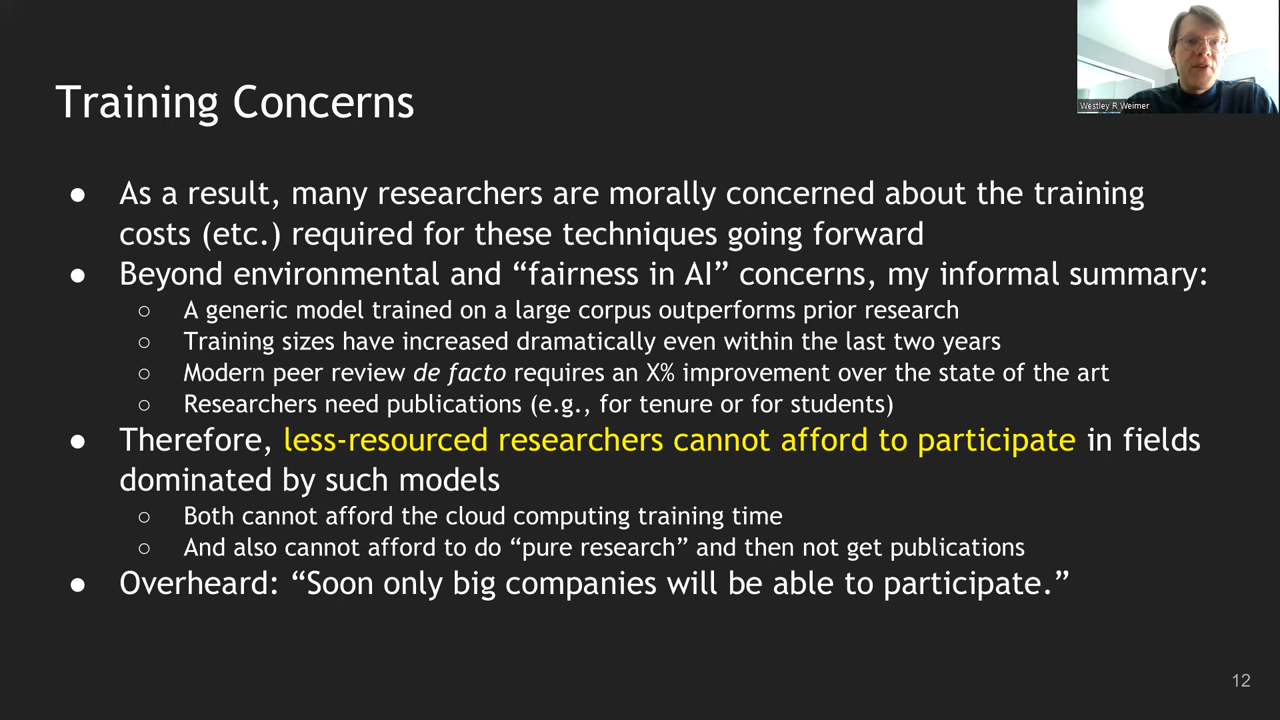 Westley R Weimer
Training Concerns
● As a result, many researchers are morally concerned about the training
costs (etc.) required for these techniques going forward
● Beyond environmental and “fairness in AI” concerns, my informal summary:
○ A generic model trained on a large corpus outperforms prior research
○ Training sizes have increased dramatically even within the last two years
○ Modern peer review de facto requires an X% improvement over the state of the art
○ Researchers need publications (e.g., for tenure or for students)
● Therefore, less-resourced researchers cannot afford to participate in fields
dominated by such models
○ Both cannot afford the cloud computing training time
○ And also cannot afford to do “pure research” and then not get publications
● Overheard: “Soon only big companies will be able to participate.”
12